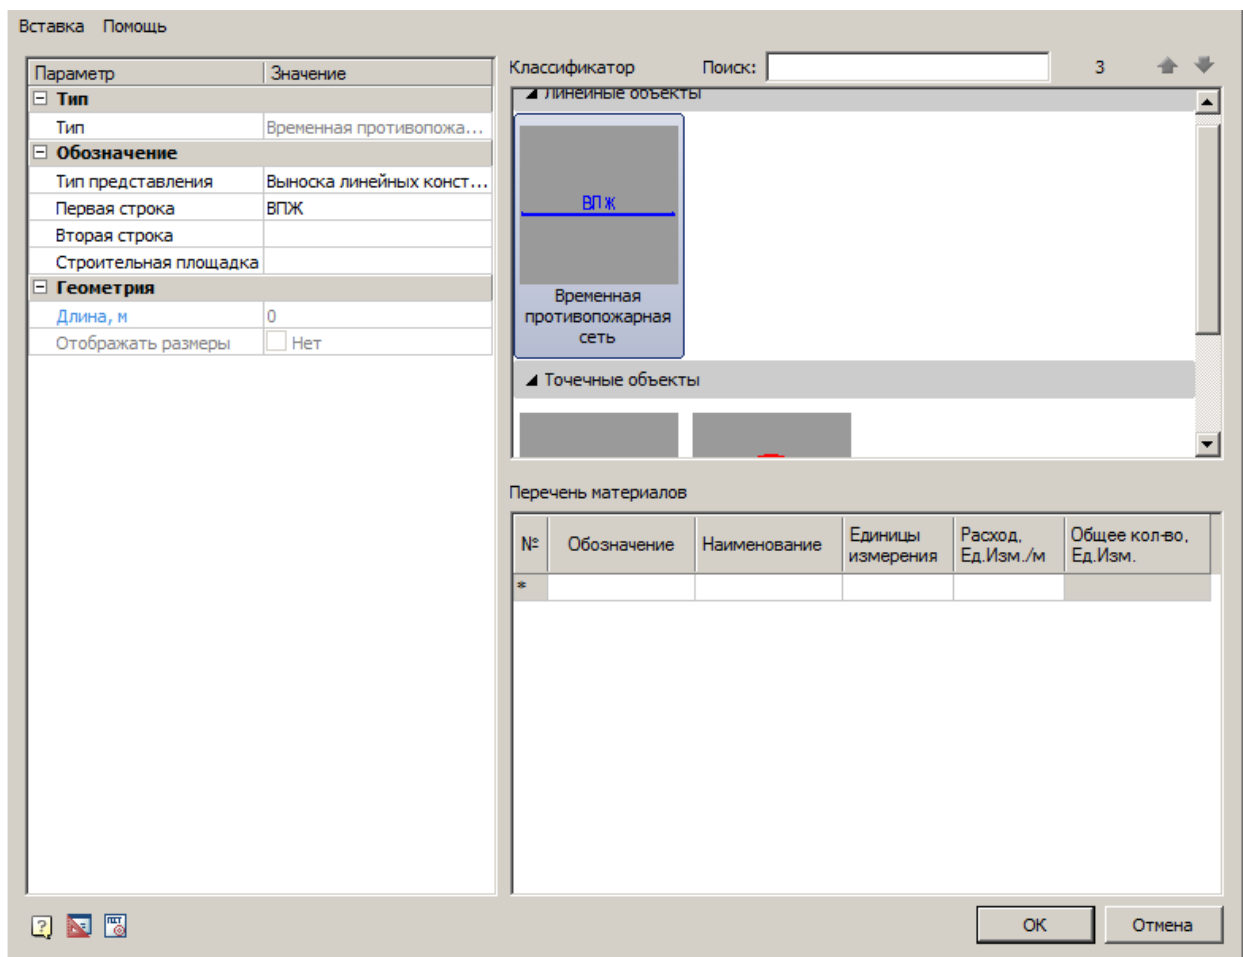 Вставка Помощь
Параметр Значение
Тип
Тип Временная противопожа...
Обозначение
Тип представления Выноска линейных конст...
Первая строка ВПЖ
Вторая строка
Строительная площадка
Геометрия
Длина, м 0
Отображать размеры Нет
Классификатор Поиск: 3
Линейные объекты
ВПЖ
Временная
противопожарная
сеть
Точечные объекты
Перечень материалов
№ Обозначение Наименование Единицы измерения Расход, Ед.Изм./м Общее кол-во, Ед.Изм.
*
ОК Отмена